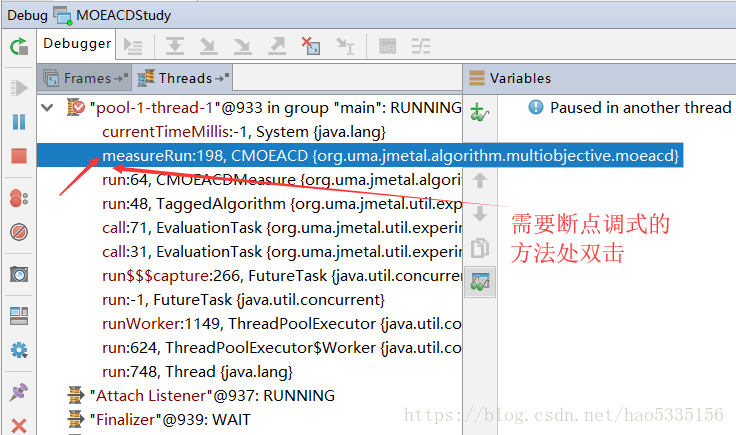 Debug MOEACDStudy
Debugger
Frames
Threads
Variables
"pool-1-thread-1"@933 in group "main": RUNNING
currentTimeMillis:-1, System {java.lang}
measureRun:198, CMOEACD {org.uma.jmetal.algorithm.multiobjective.moeacd}
run:64, CMOEACDMeasure {org.uma.jmetal.algori
run:48, TaggedAlgorithm {org.uma.jmetal.util.exp
call:71, EvaluationTask {org.uma.jmetal.util.experi
call:31, EvaluationTask {org.uma.jmetal.util.experi
run$$$capture:266, FutureTask {java.util.concurrent
run:-1, FutureTask {java.util.concurrent}
runWorker:1149, ThreadPoolExecutor {java.util.co
run:624, ThreadPoolExecutor$Worker {java.util.co
run:748, Thread {java.lang}
"Attach Listener"@937: RUNNING
"Finalizer"@939: WAIT
Paused in another thread
需要断点调式的
方法处双击
https://blog.csdn.net/hao5335156